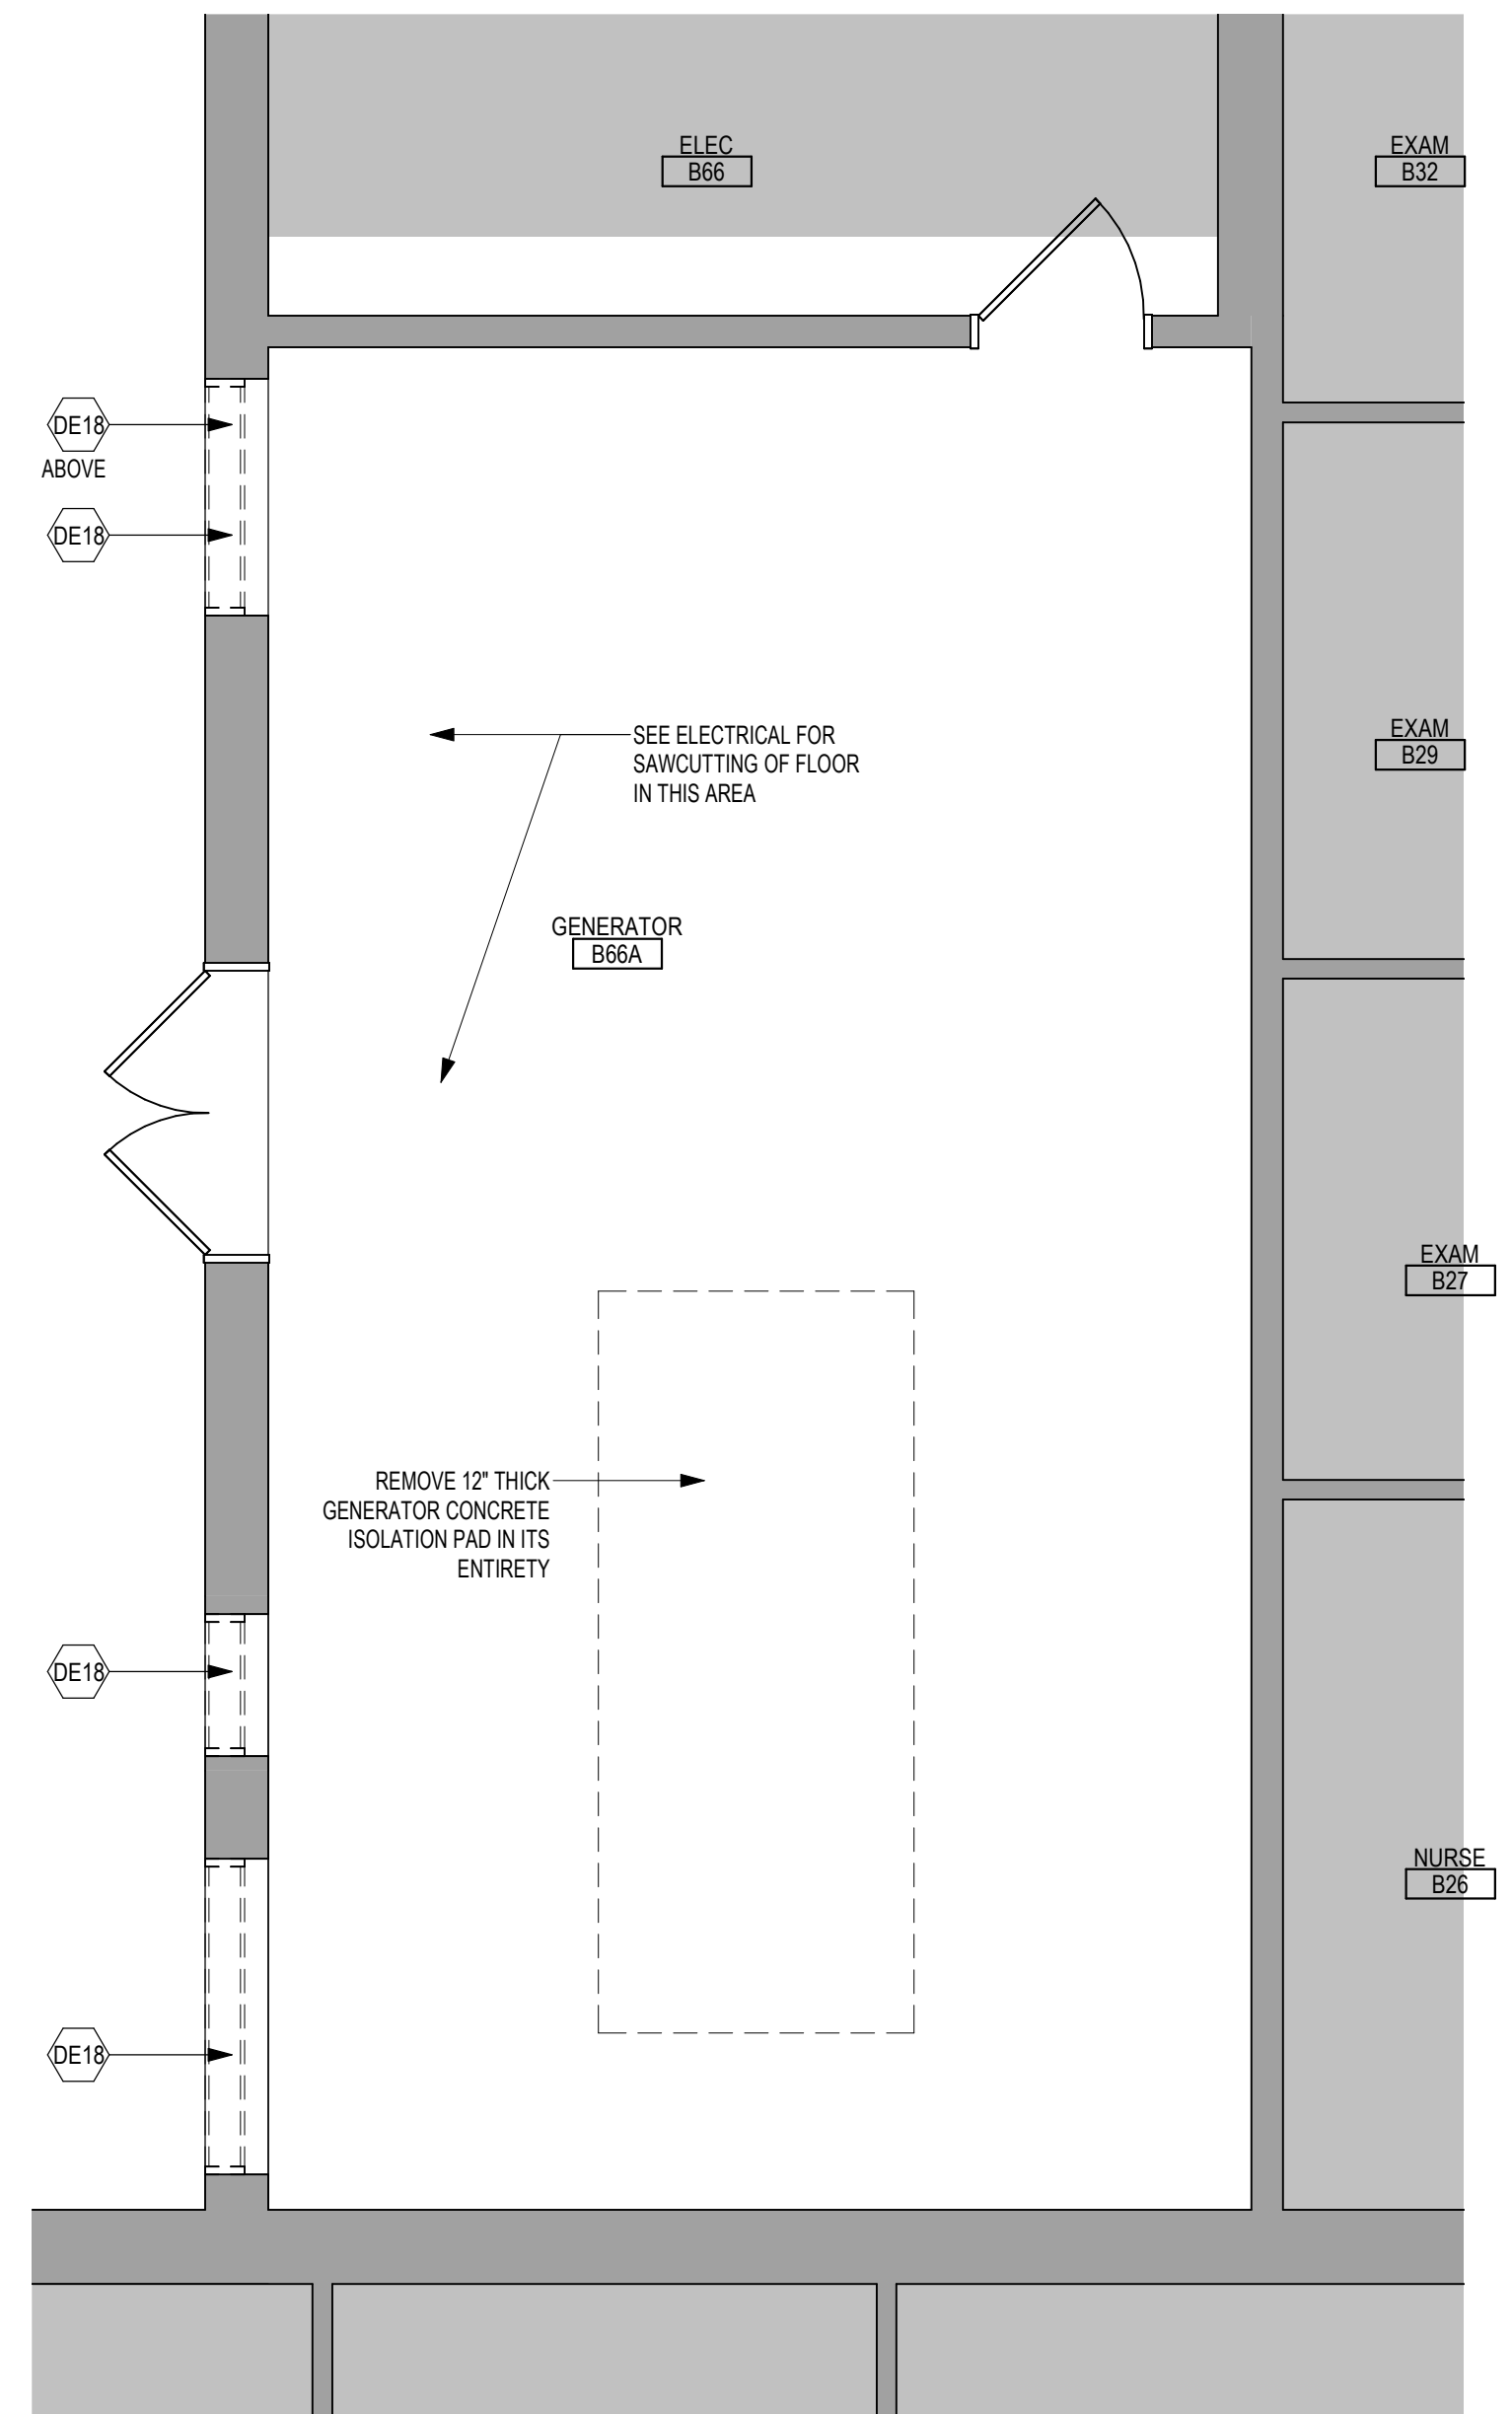 ELEC
B66
EXAM
B32
DE18
ABOVE
DE18
SEE ELECTRICAL FOR
SAWCUTTING OF FLOOR
IN THIS AREA
EXAM
B29
GENERATOR
B66A
EXAM
B27
REMOVE 12" THICK
GENERATOR CONCRETE
ISOLATION PAD IN ITS
ENTIRETY
DE18
NURSE
B26
DE18